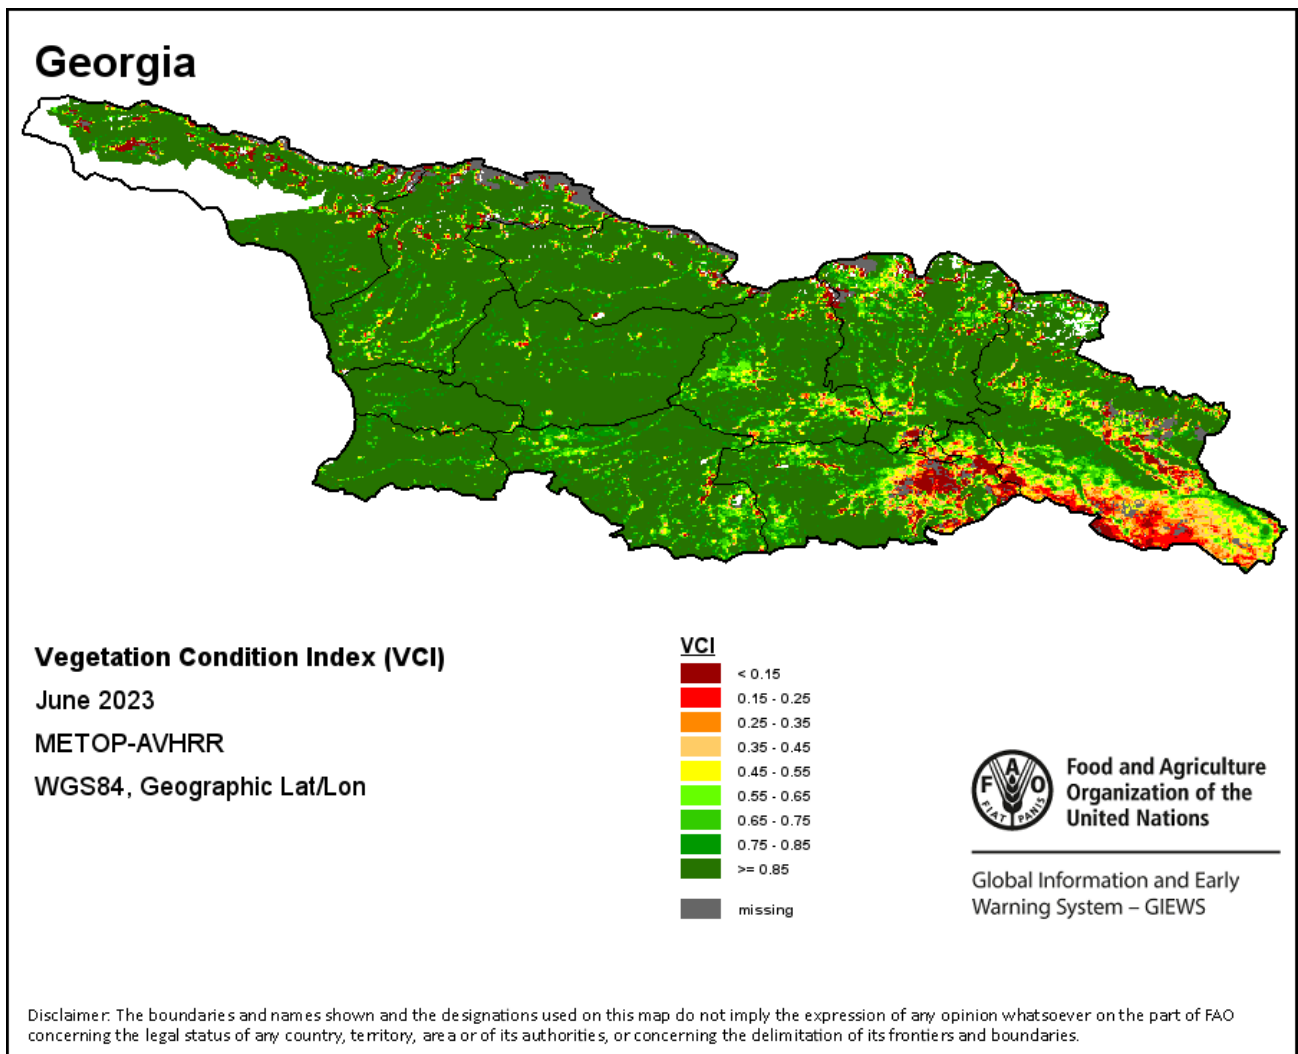 Georgia
Vegetation Condition Index (VCI)
June 2023
METOP-AVHRR
WGS84, Geographic Lat/Lon
VCI
< 0.15
0.15 - 0.25
0.25 - 0.35
0.35 - 0.45
0.45 - 0.55
0.55 - 0.65
0.65 - 0.75
0.75 - 0.85
>= 0.85
missing
F A O
FIAT PANIS
Food and Agriculture
Organization of the
United Nations
Global Information and Early
Warning System – GIEWS
Disclaimer: The boundaries and names shown and the designations used on this map do not imply the expression of any opinion whatsoever on the part of FAO
concerning the legal status of any country, territory, area or of its authorities, or concerning the delimitation of its frontiers and boundaries.